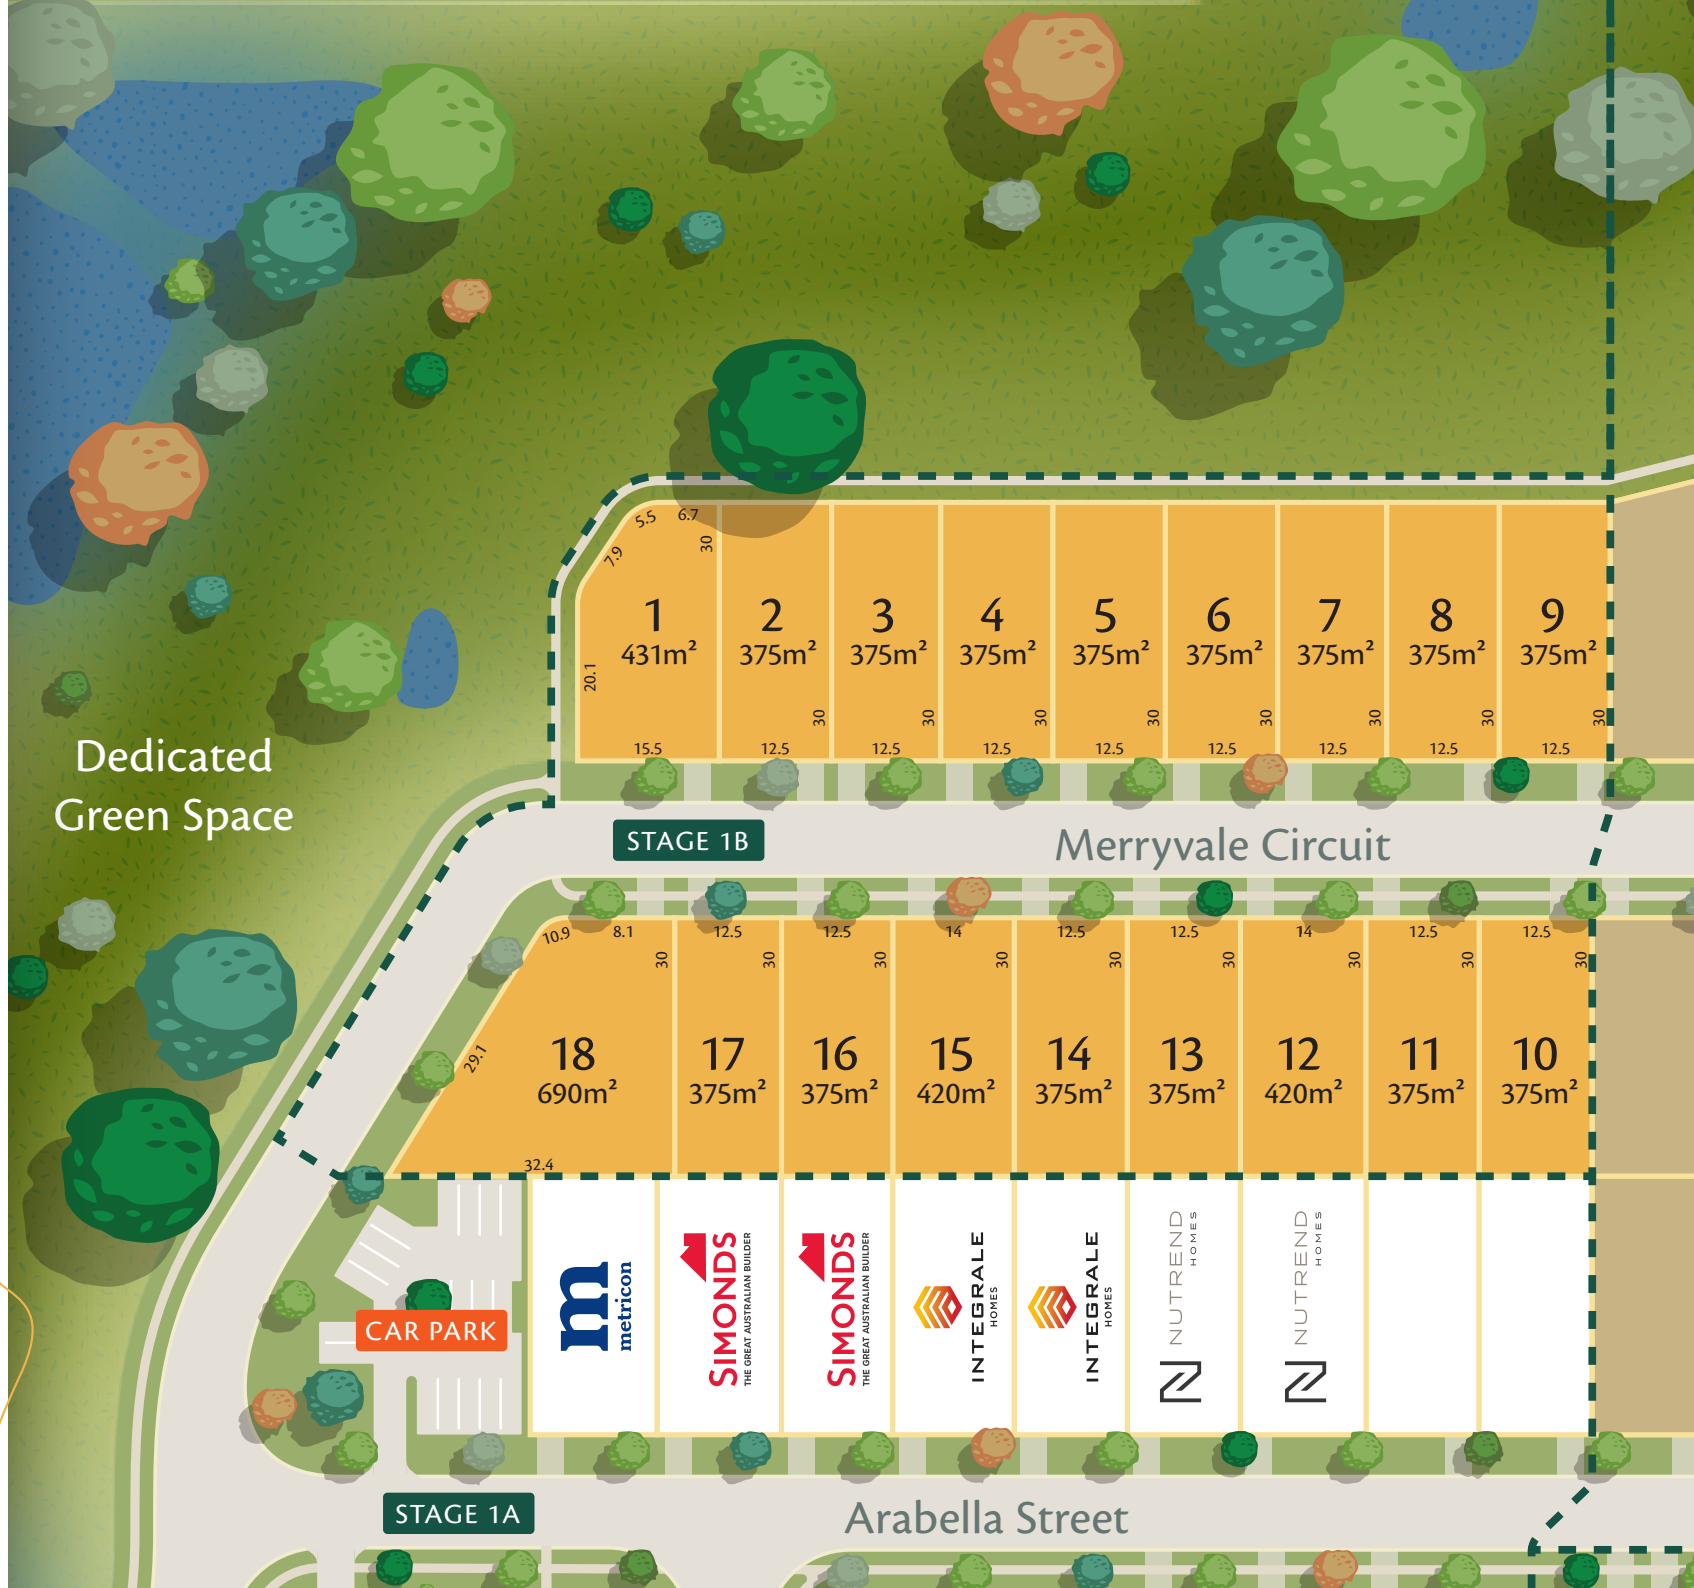 5.5
6.7
7.9
30
1
431m²
20.1
15.5
2
375m²
30
12.5
3
375m²
30
12.5
4
375m²
30
12.5
5
375m²
30
12.5
6
375m²
30
12.5
7
375m²
30
12.5
8
375m²
30
12.5
9
375m²
30
12.5
Dedicated
Green Space
STAGE 1B
Merryvale Circuit
10.9
8.1
30
29.1
18
690m²
32.4
12.5
30
17
375m²
12.5
30
16
375m²
14
30
15
420m²
12.5
30
14
375m²
12.5
30
13
375m²
14
30
12
420m²
12.5
30
11
375m²
12.5
30
10
375m²
CAR PARK
m
metricon
SIMONDS
THE GREAT AUSTRALIAN BUILDER
SIMONDS
THE GREAT AUSTRALIAN BUILDER
INTEGRALE
HOMES
INTEGRALE
HOMES
NUTREND
HOMES
NUTREND
HOMES
STAGE 1A
Arabella Street